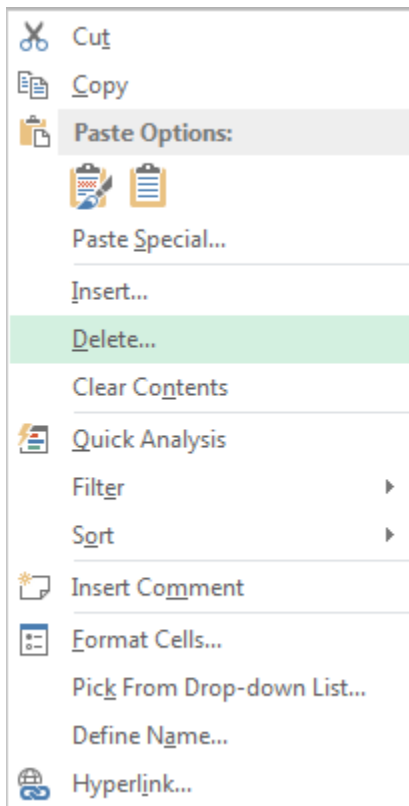 Cut
Copy
Paste Options:
Paste Special...
Insert...
Delete...
Clear Contents
Quick Analysis
Filter
Sort
Insert Comment
Format Cells...
Pick From Drop-down List...
Define Name...
Hyperlink...